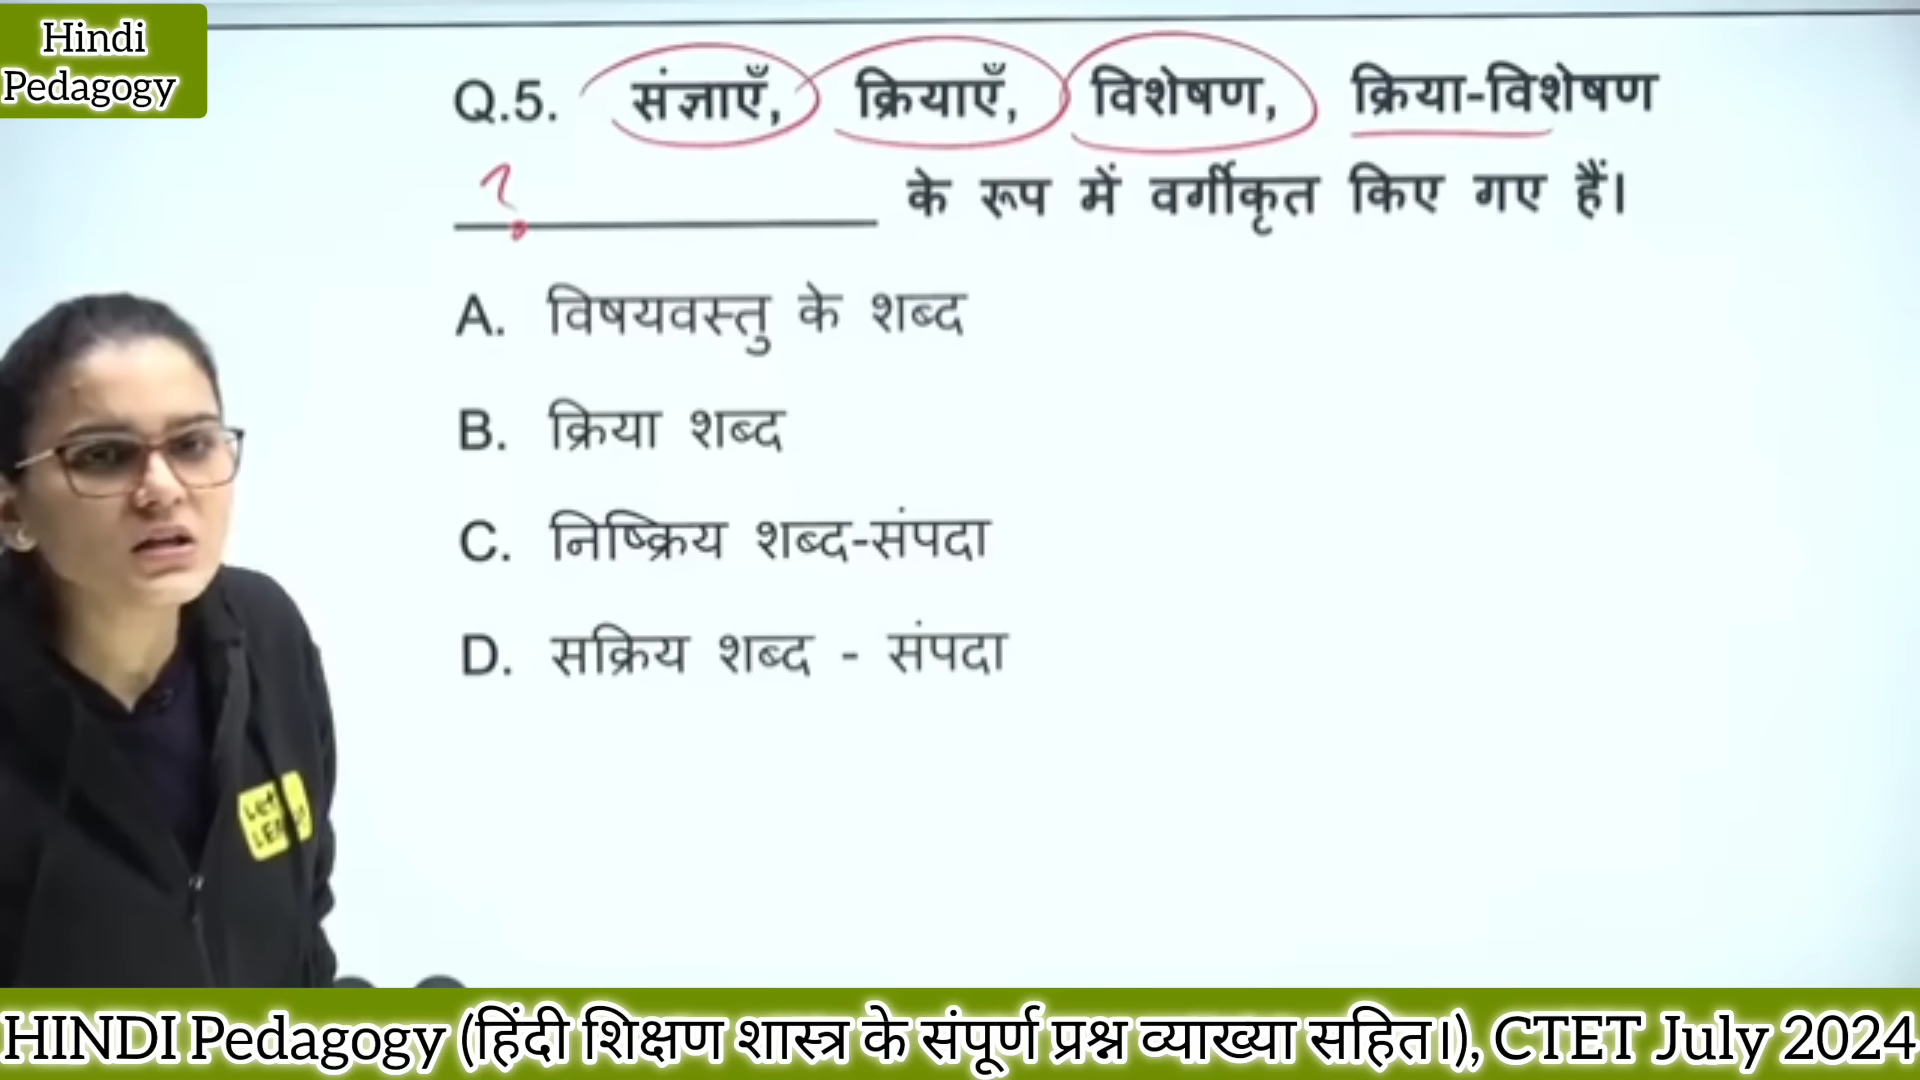 Hindi
Pedagogy
Q.5. संज्ञाएँ, क्रियाएँ, विशेषण, क्रिया-विशेषण
? __________ के रूप में वर्गीकृत किए गए हैं।
A. विषयवस्तु के शब्द
B. क्रिया शब्द
C. निष्क्रिय शब्द-संपदा
D. सक्रिय शब्द - संपदा
HINDI Pedagogy (हिंदी शिक्षण शास्त्र के संपूर्ण प्रश्न व्याख्या सहित।), CTET July 2024